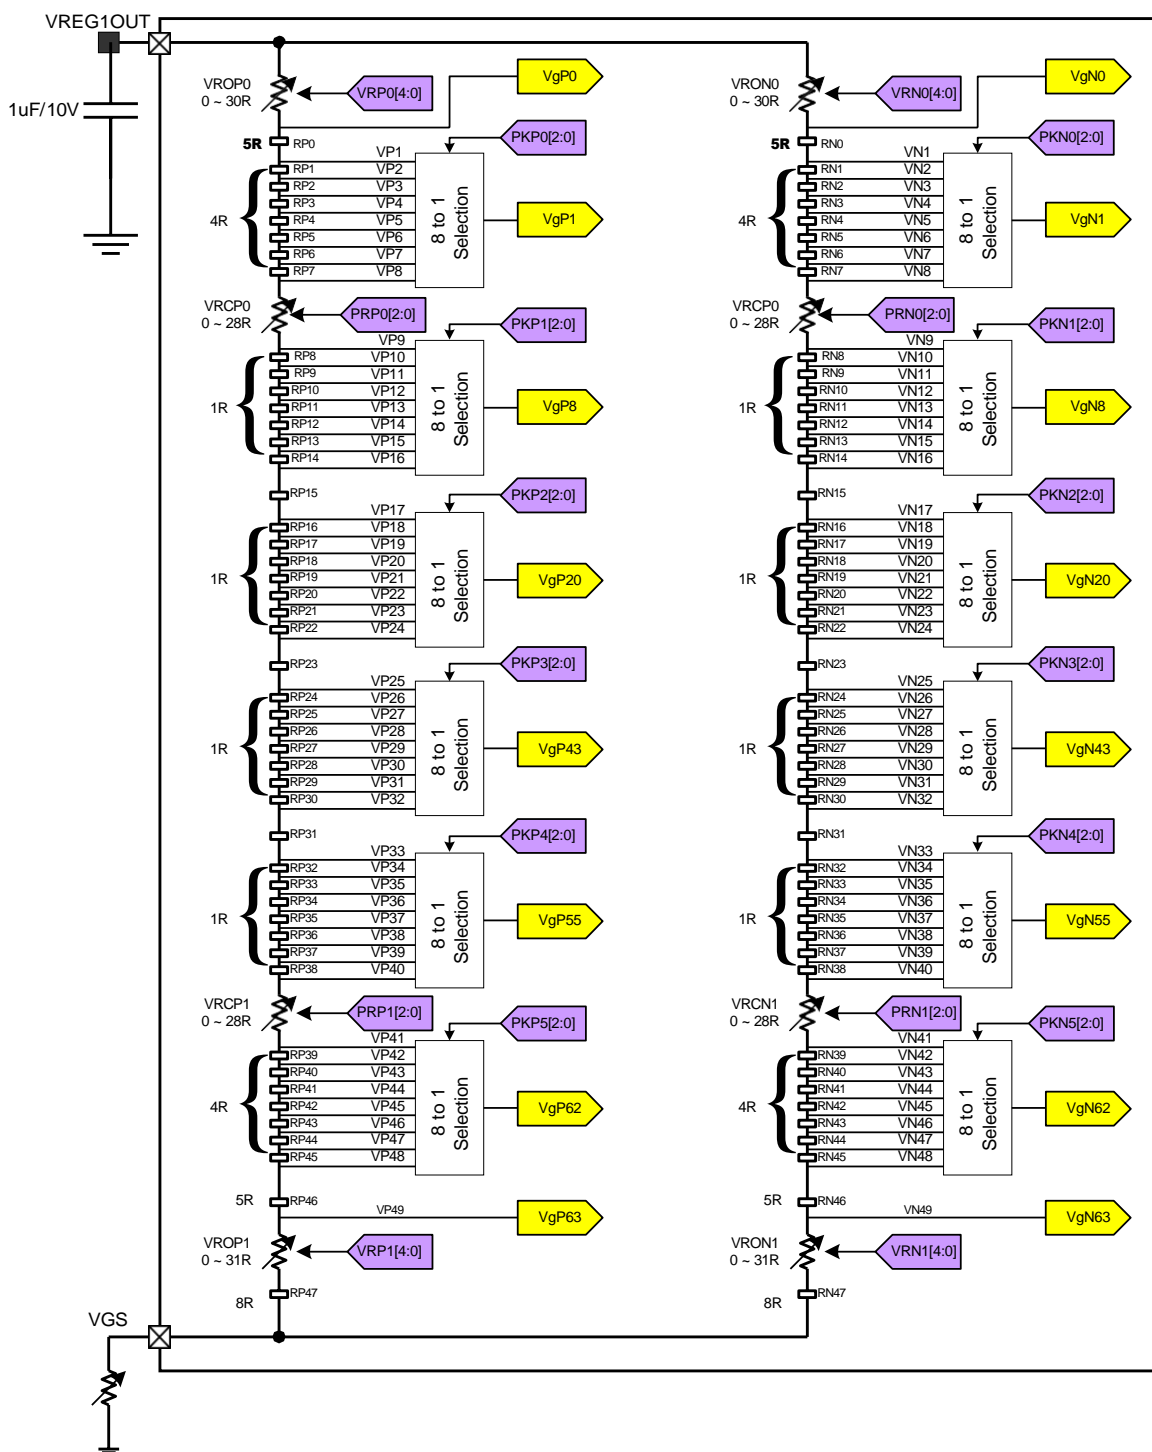 VREG1OUT
1uF/10V
VROP0
0 ~ 30R
VRP0[4:0]
VgP0
5R
RP0
PKP0[2:0]
VP1
RP1
VP2
RP2
VP3
RP3
VP4
4R
RP4
VP5
RP5
VP6
RP6
VP7
RP7
VP8
8 to 1
Selection
VgP1
VRCP0
0 ~ 28R
PRP0[2:0]
PKP1[2:0]
VP9
RP8
VP10
RP9
VP11
RP10
VP12
1R
RP11
VP13
RP12
VP14
RP13
VP15
RP14
VP16
8 to 1
Selection
VgP8
RP15
PKP2[2:0]
VP17
RP16
VP18
RP17
VP19
RP18
VP20
1R
RP19
VP21
RP20
VP22
RP21
VP23
RP22
VP24
8 to 1
Selection
VgP20
RP23
PKP3[2:0]
VP25
RP24
VP26
RP25
VP27
RP26
VP28
1R
RP27
VP29
RP28
VP30
RP29
VP31
RP30
VP32
8 to 1
Selection
VgP43
RP31
PKP4[2:0]
VP33
RP32
VP34
RP33
VP35
RP34
VP36
1R
RP35
VP37
RP36
VP38
RP37
VP39
RP38
VP40
8 to 1
Selection
VgP55
VRCP1
0 ~ 28R
PRP1[2:0]
PKP5[2:0]
VP41
RP39
VP42
RP40
VP43
RP41
VP44
4R
RP42
VP45
RP43
VP46
RP44
VP47
RP45
VP48
8 to 1
Selection
VgP62
5R
RP46
VP49
VgP63
VROP1
0 ~ 31R
VRP1[4:0]
8R
RP47
VGS
VRON0
0 ~ 30R
VRN0[4:0]
VgN0
5R
RN0
PKN0[2:0]
VN1
RN1
VN2
RN2
VN3
RN3
VN4
4R
RN4
VN5
RN5
VN6
RN6
VN7
RN7
VN8
8 to 1
Selection
VgN1
VRCP0
0 ~ 28R
PRN0[2:0]
PKN1[2:0]
VN9
RN8
VN10
RN9
VN11
RN10
VN12
1R
RN11
VN13
RN12
VN14
RN13
VN15
RN14
VN16
8 to 1
Selection
VgN8
RN15
PKN2[2:0]
VN17
RN16
VN18
RN17
VN19
RN18
VN20
1R
RN19
VN21
RN20
VN22
RN21
VN23
RN22
VN24
8 to 1
Selection
VgN20
RN23
PKN3[2:0]
VN25
RN24
VN26
RN25
VN27
RN26
VN28
1R
RN27
VN29
RN28
VN30
RN29
VN31
RN30
VN32
8 to 1
Selection
VgN43
RN31
PKN4[2:0]
VN33
RN32
VN34
RN33
VN35
RN34
VN36
1R
RN35
VN37
RN36
VN38
RN37
VN39
RN38
VN40
8 to 1
Selection
VgN55
VRCN1
0 ~ 28R
PRN1[2:0]
PKN5[2:0]
VN41
RN39
VN42
RN40
VN43
RN41
VN44
4R
RN42
VN45
RN43
VN46
RN44
VN47
RN45
VN48
8 to 1
Selection
VgN62
5R
RN46
VN49
VgN63
VRON1
0 ~ 31R
VRN1[4:0]
8R
RN47